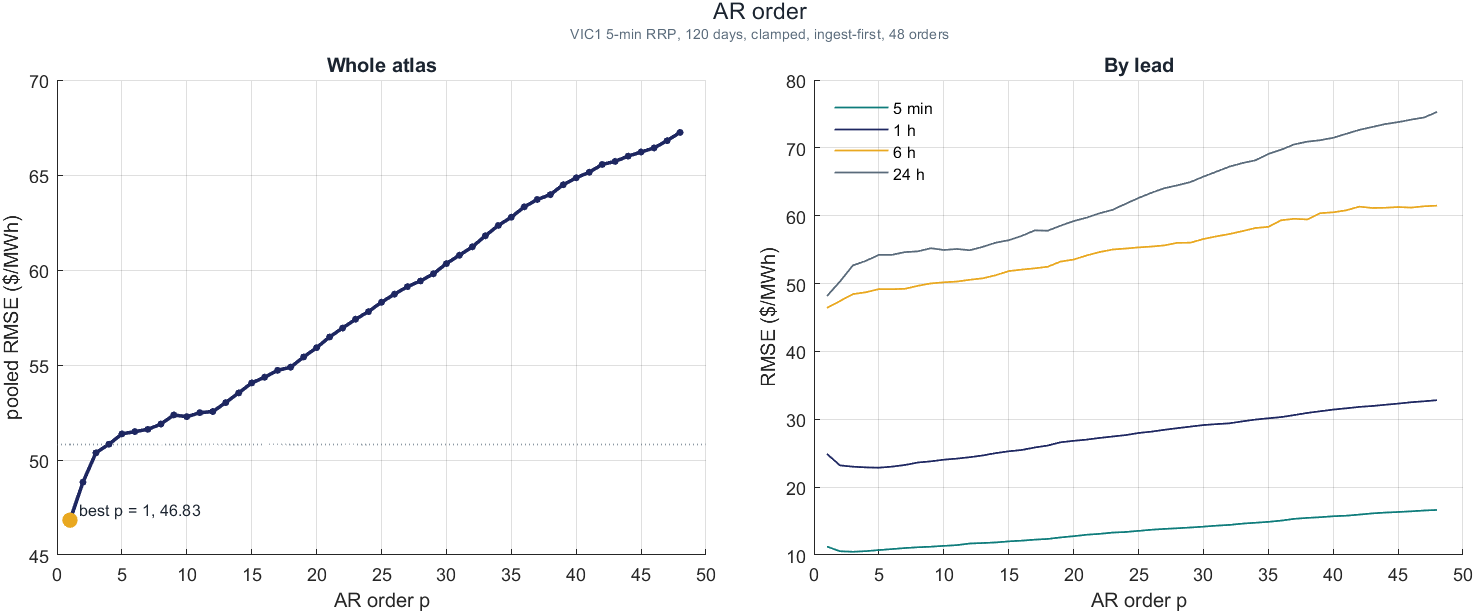 AR order
VIC1 5-min RRP, 120 days, clamped, ingest-first, 48 orders
Whole atlas
pooled RMSE ($/MWh)
70
65
60
55
50
45
best p = 1, 46.83
0 5 10 15 20 25 30 35 40 45 50
AR order p
By lead
RMSE ($/MWh)
80
70
60
50
40
30
20
10
5 min
1 h
6 h
24 h
0 5 10 15 20 25 30 35 40 45 50
AR order p